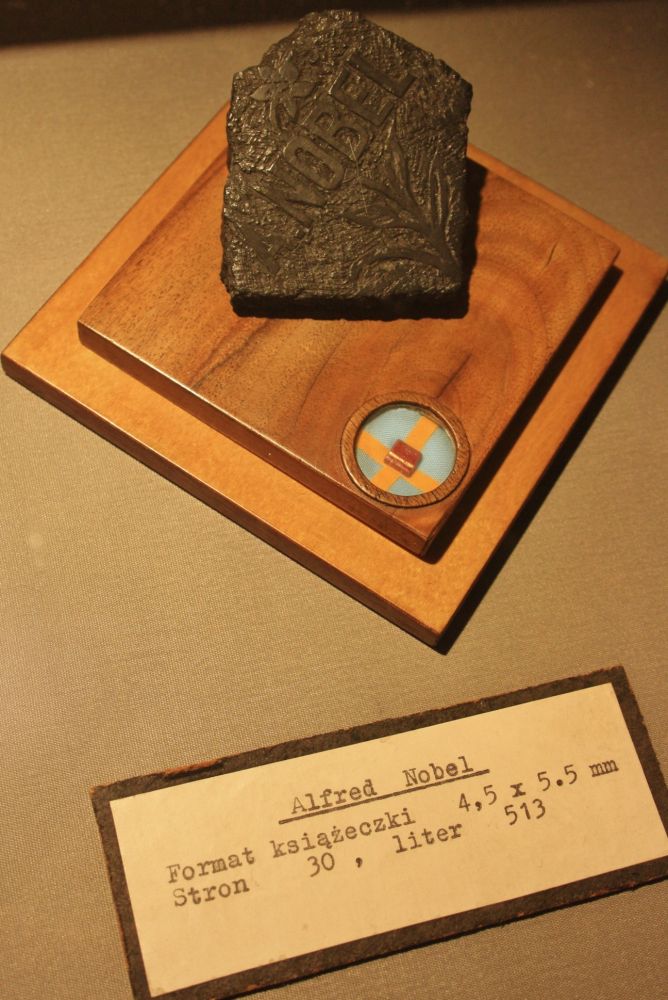 A. NOBEL
Alfred Nobel
Format książeczki 4,5 x 5.5 mm
Stron 30 , liter 513